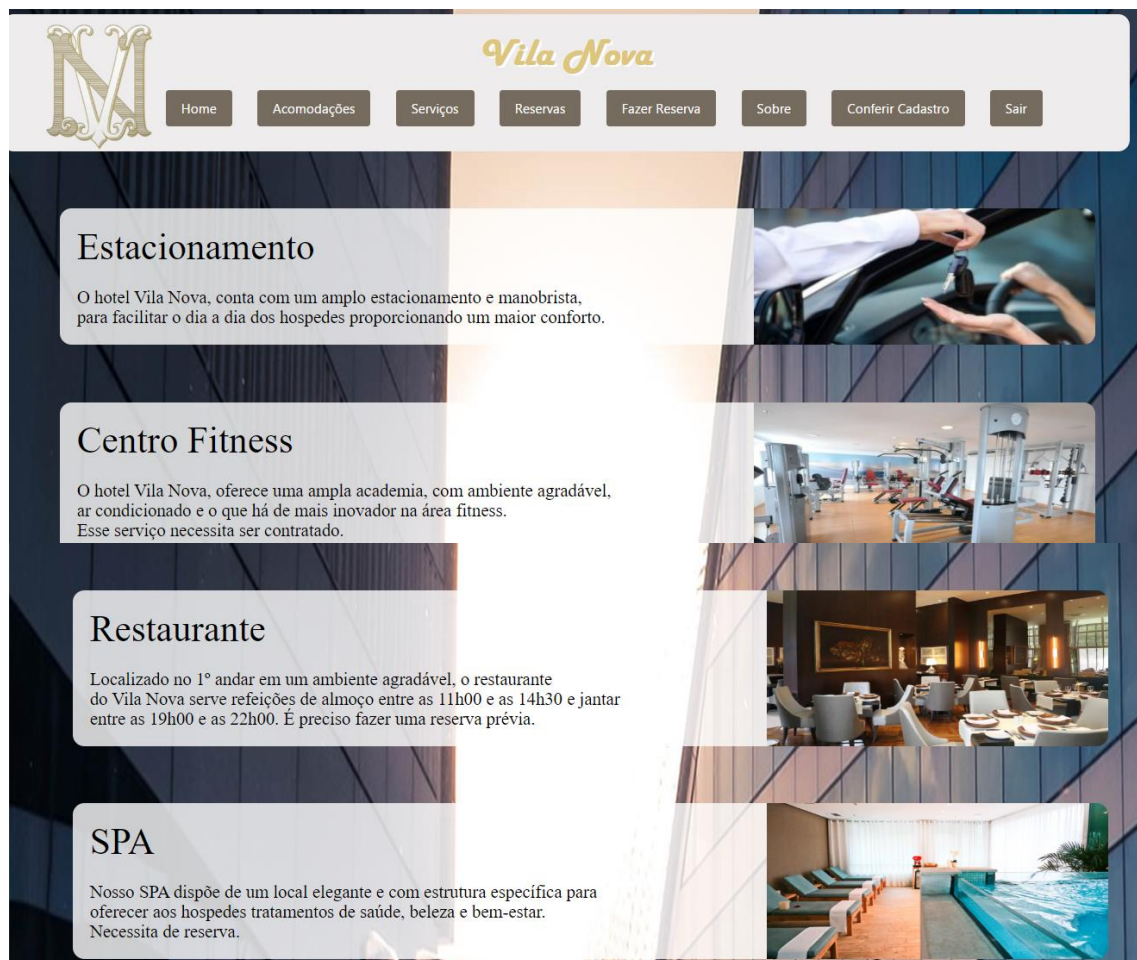 Vila Nova
Home Acomodações Serviços Reservas Fazer Reserva Sobre Conferir Cadastro Sair
Estacionamento
O hotel Vila Nova, conta com um amplo estacionamento e manobrista,
para facilitar o dia a dia dos hospedes proporcionando um maior conforto.
Centro Fitness
O hotel Vila Nova, oferece uma ampla academia, com ambiente agradável,
ar condicionado e o que há de mais inovador na área fitness.
Esse serviço necessita ser contratado.
Restaurante
Localizado no 1º andar em um ambiente agradável, o restaurante
do Vila Nova serve refeições de almoço entre as 11h00 e as 14h30 e jantar
entre as 19h00 e as 22h00. É preciso fazer uma reserva prévia.
SPA
Nosso SPA dispõe de um local elegante e com estrutura específica para
oferecer aos hospedes tratamentos de saúde, beleza e bem-estar.
Necessita de reserva.